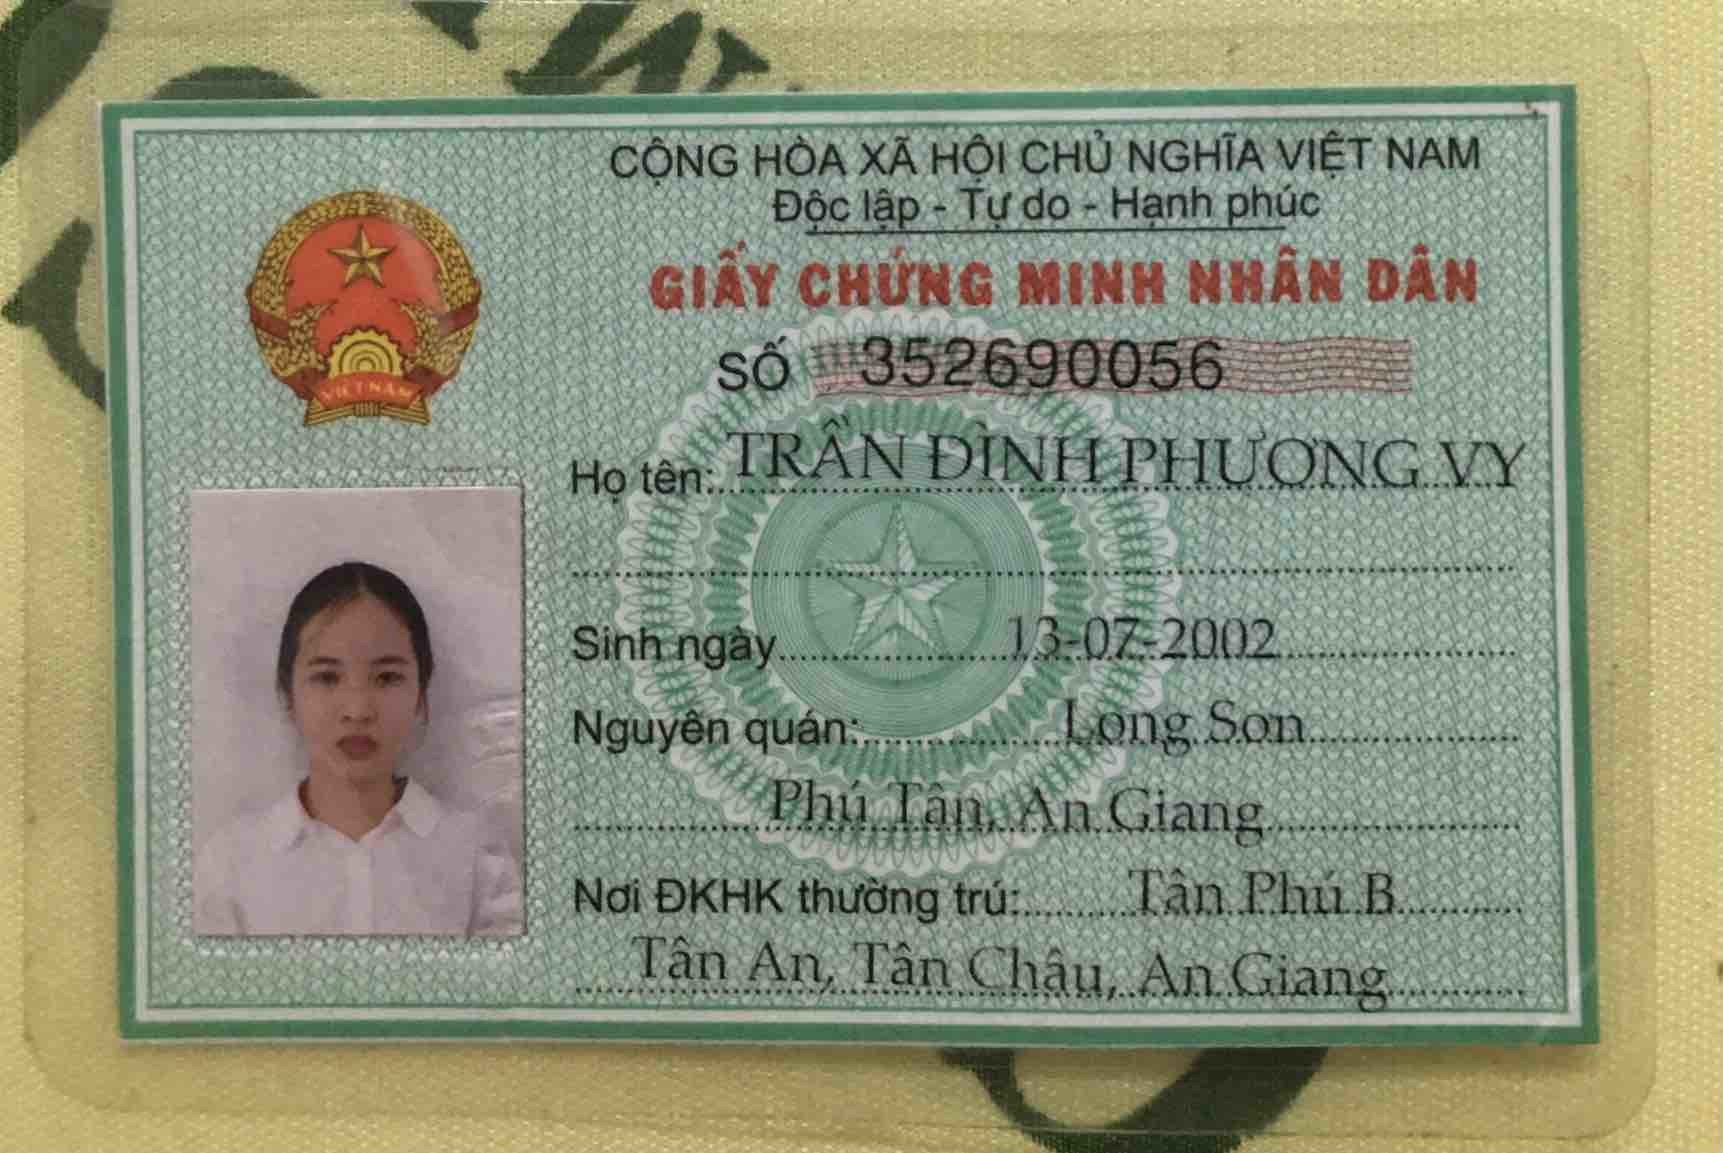 CỘNG HÒA XÃ HỘI CHỦ NGHĨA VIỆT NAM
Độc lập - Tự do - Hạnh phúc
GIẤY CHỨNG MINH NHÂN DÂN
SỐ 352690056
Họ tên: TRẦN ĐÌNH PHƯƠNG VY
Sinh ngày 13-07-2002
Nguyên quán: Long Sơn
Phú Tân, An Giang
Nơi ĐKHK thường trú: Tân Phú B
Tân An, Tân Châu, An Giang
VIỆT NAM